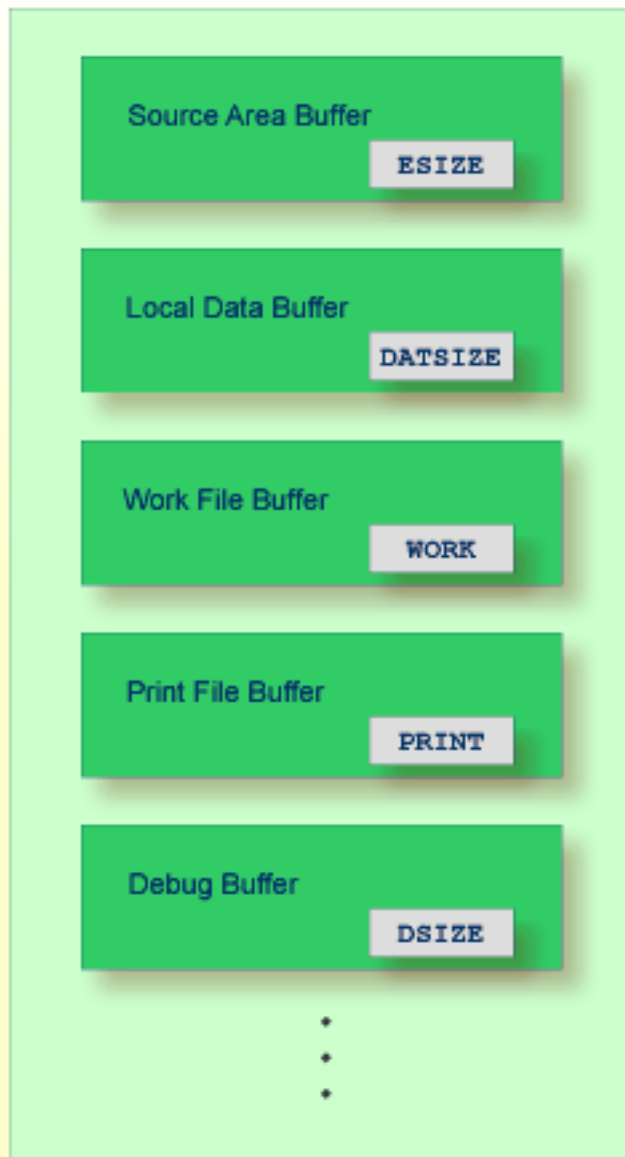 Source Area Buffer
ESIZE
Local Data Buffer
DATSIZE
Work File Buffer
WORK
Print File Buffer
PRINT
Debug Buffer
DSIZE